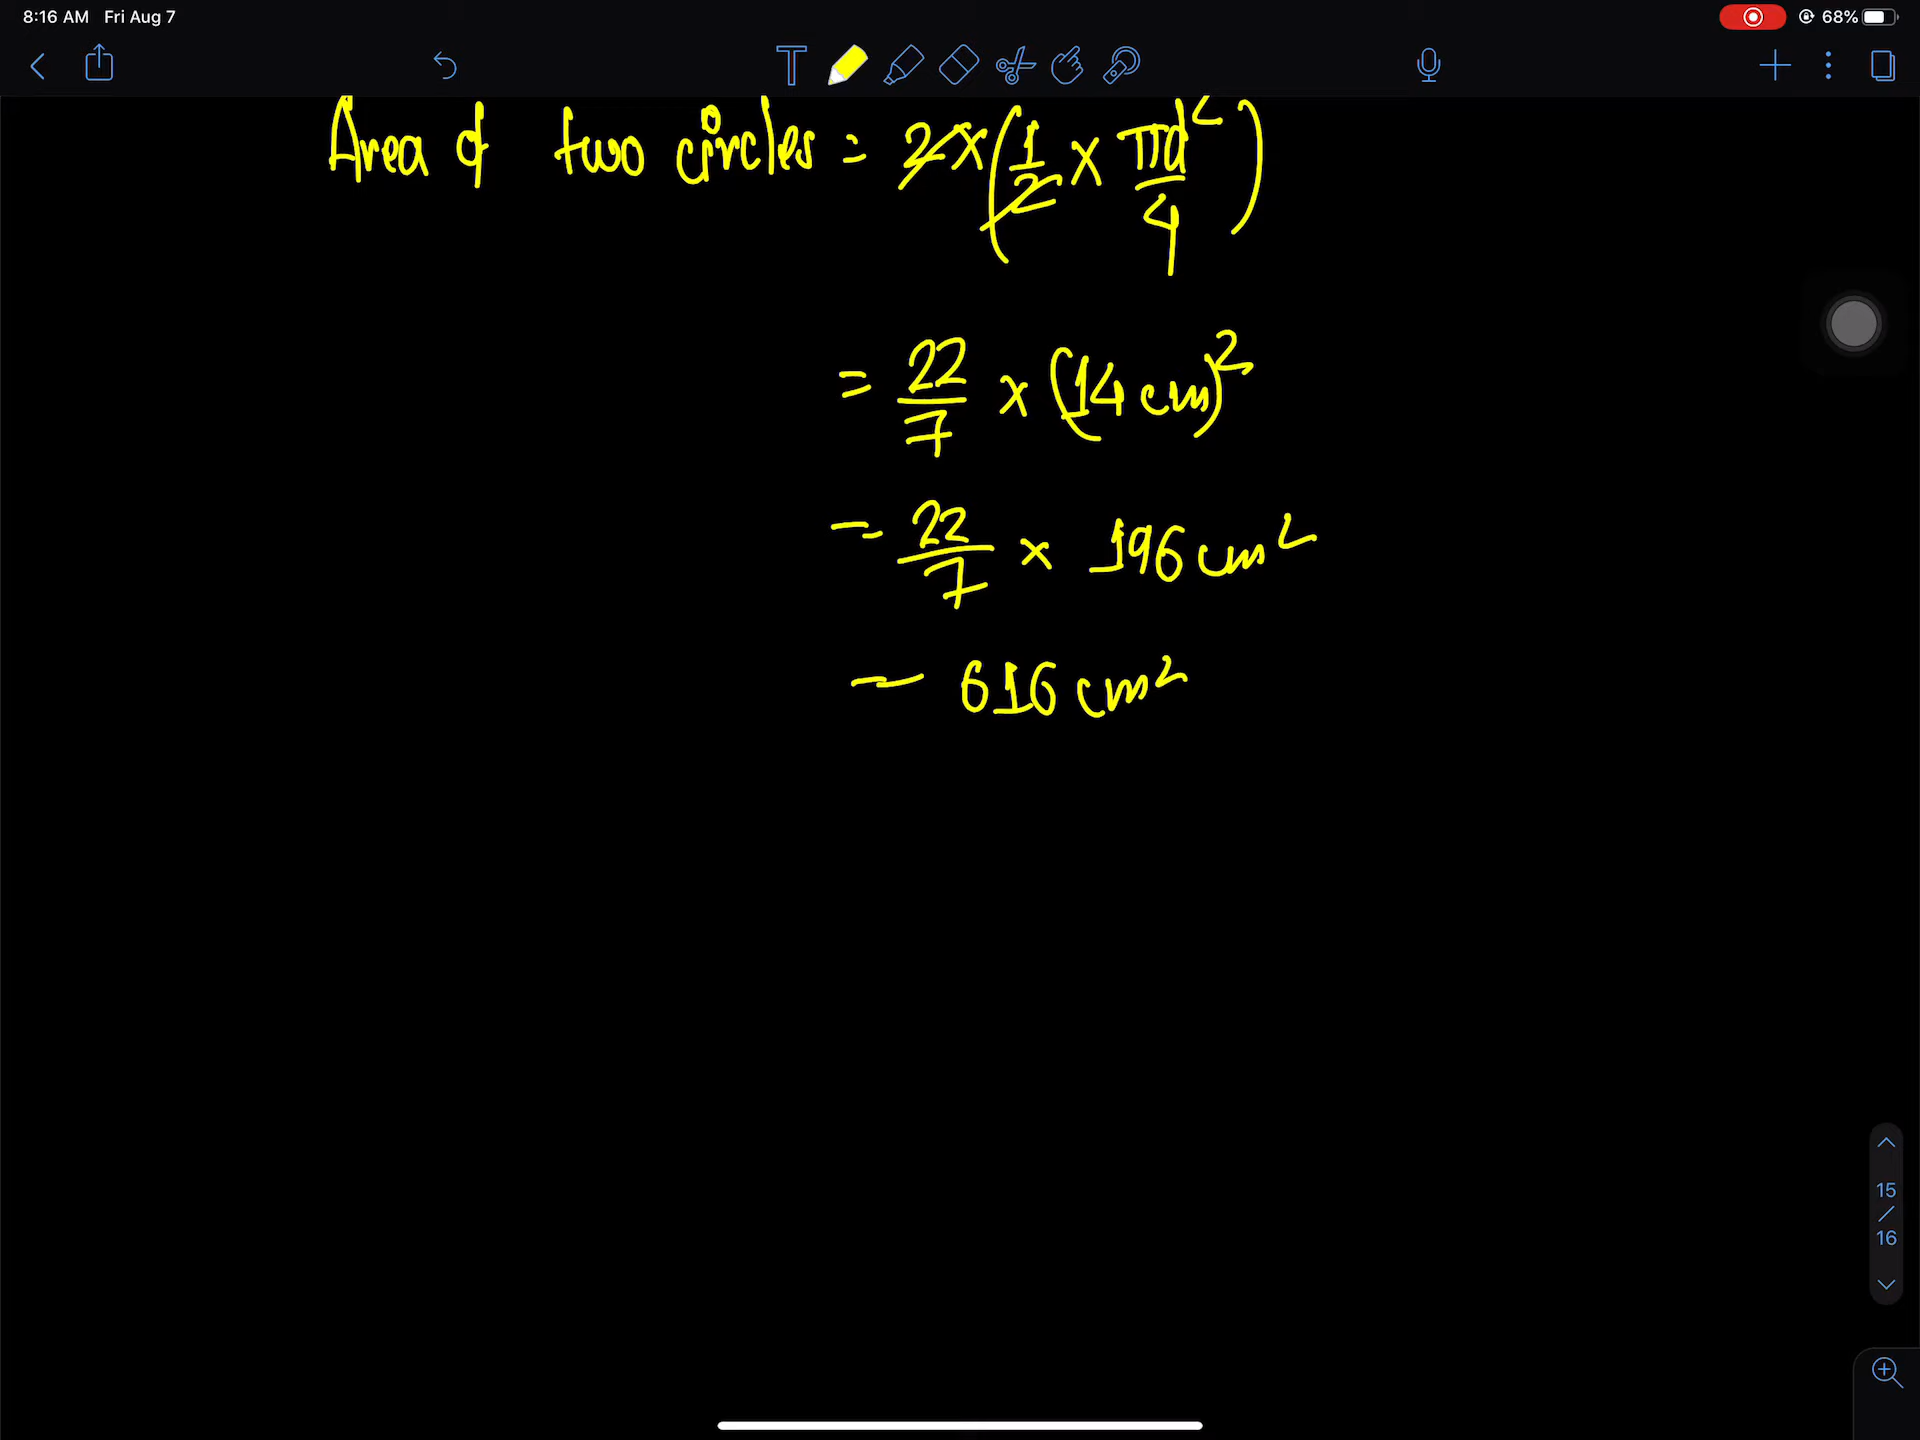 8:16 AM Fri Aug 7 68%
T
Area of two circles = 2 x (1/2 x πd²/4)
= 22/7 x (14 cm)²
= 22/7 x 196 cm²
= 616 cm²
15
/
16